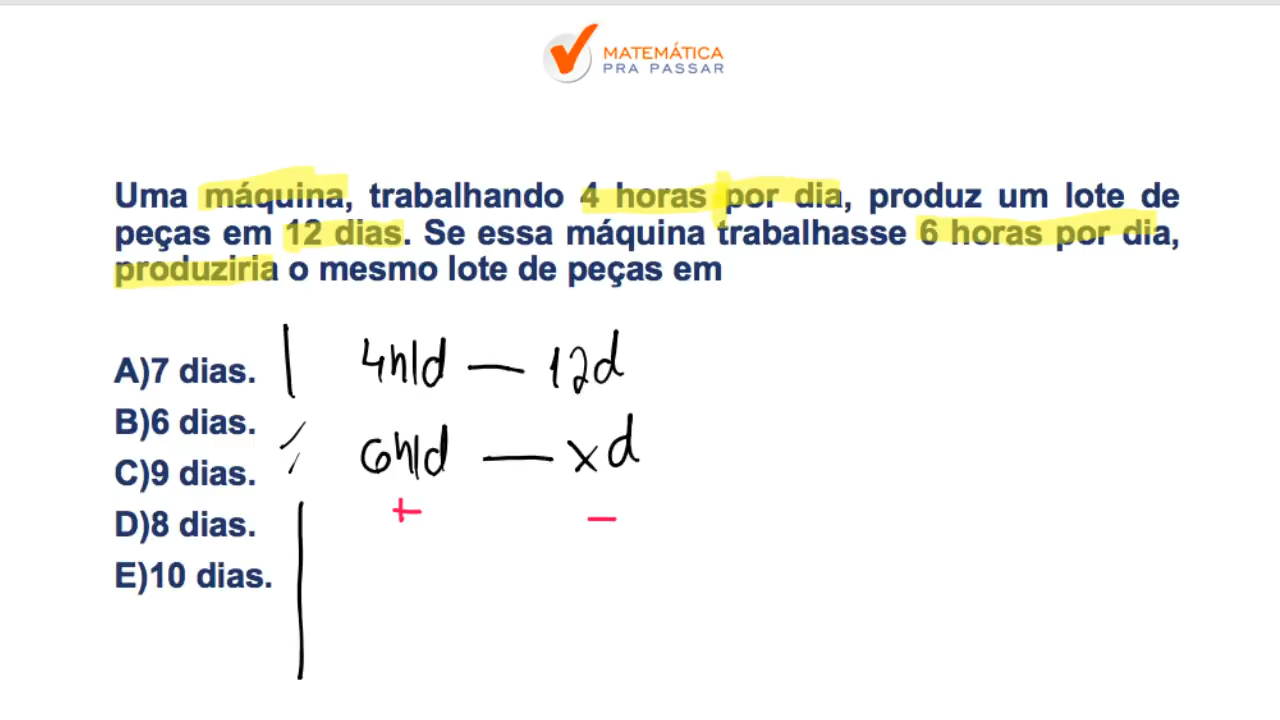 MATEMÁTICA
PRA PASSAR
Uma máquina, trabalhando 4 horas por dia, produz um lote de
peças em 12 dias. Se essa máquina trabalhasse 6 horas por dia,
produziria o mesmo lote de peças em
A)7 dias.
B)6 dias.
C)9 dias.
D)8 dias.
E)10 dias.
4h|d — 12d
6h|d — xd
+ −